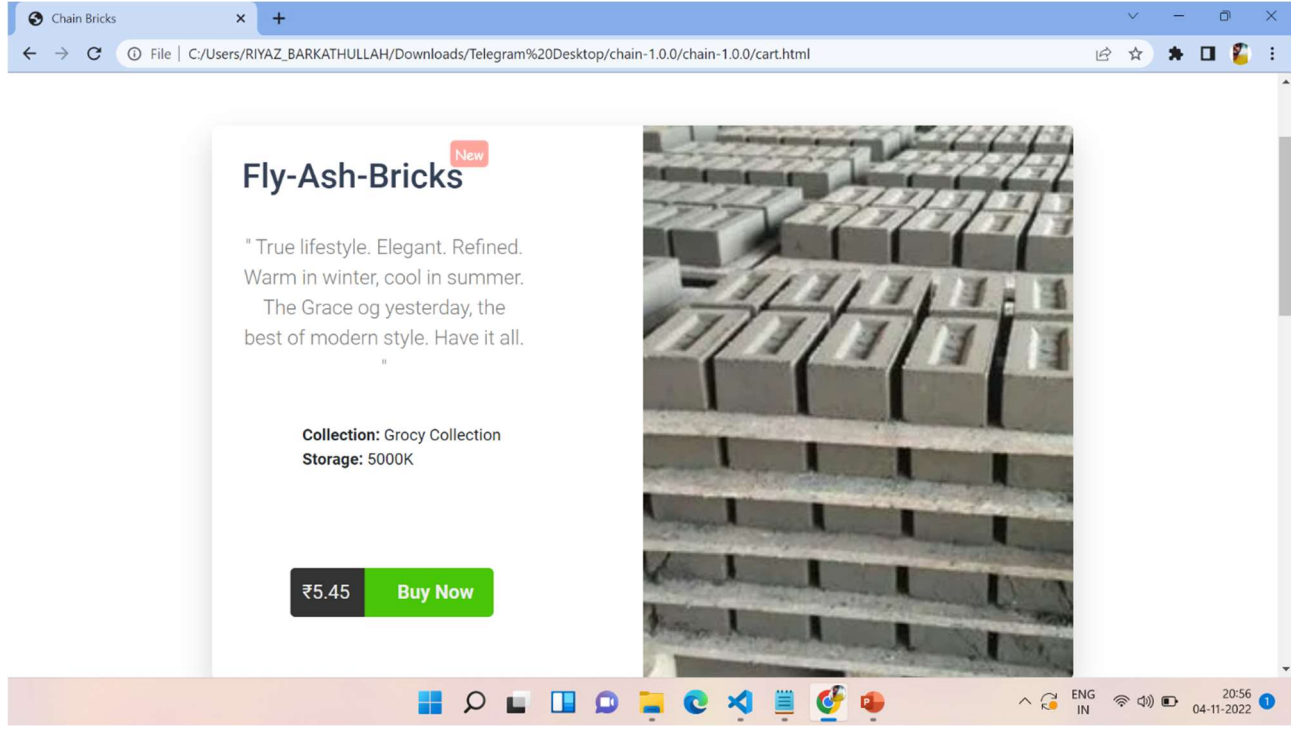 Chain Bricks
File | C:/Users/RIYAZ_BARKATHULLAH/Downloads/Telegram%20Desktop/chain-1.0.0/chain-1.0.0/cart.html
New
Fly-Ash-Bricks
" True lifestyle. Elegant. Refined.
Warm in winter, cool in summer.
The Grace og yesterday, the
best of modern style. Have it all.
"
Collection: Grocy Collection
Storage: 5000K
₹5.45 Buy Now
ENG
IN
20:56
04-11-2022
1